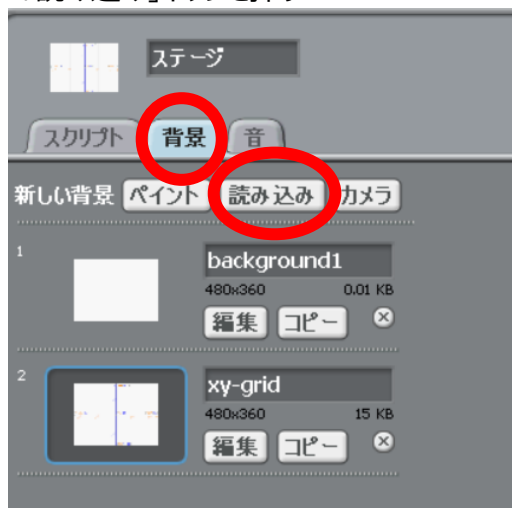 ステージ
スクリプト 背景 音
新しい背景 ペイント 読み込み カメラ
1
background1
480x360 0.01 KB
編集 コピー
2
xy-grid
480x360 15 KB
編集 コピー